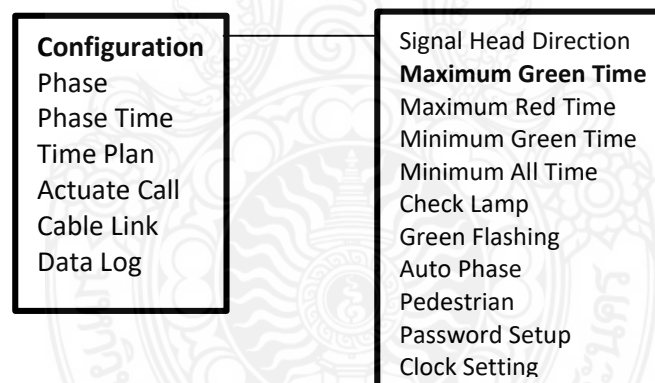 Configuration
Phase
Phase Time
Time Plan
Actuate Call
Cable Link
Data Log
Signal Head Direction
Maximum Green Time
Maximum Red Time
Minimum Green Time
Minimum All Time
Check Lamp
Green Flashing
Auto Phase
Pedestrian
Password Setup
Clock Setting